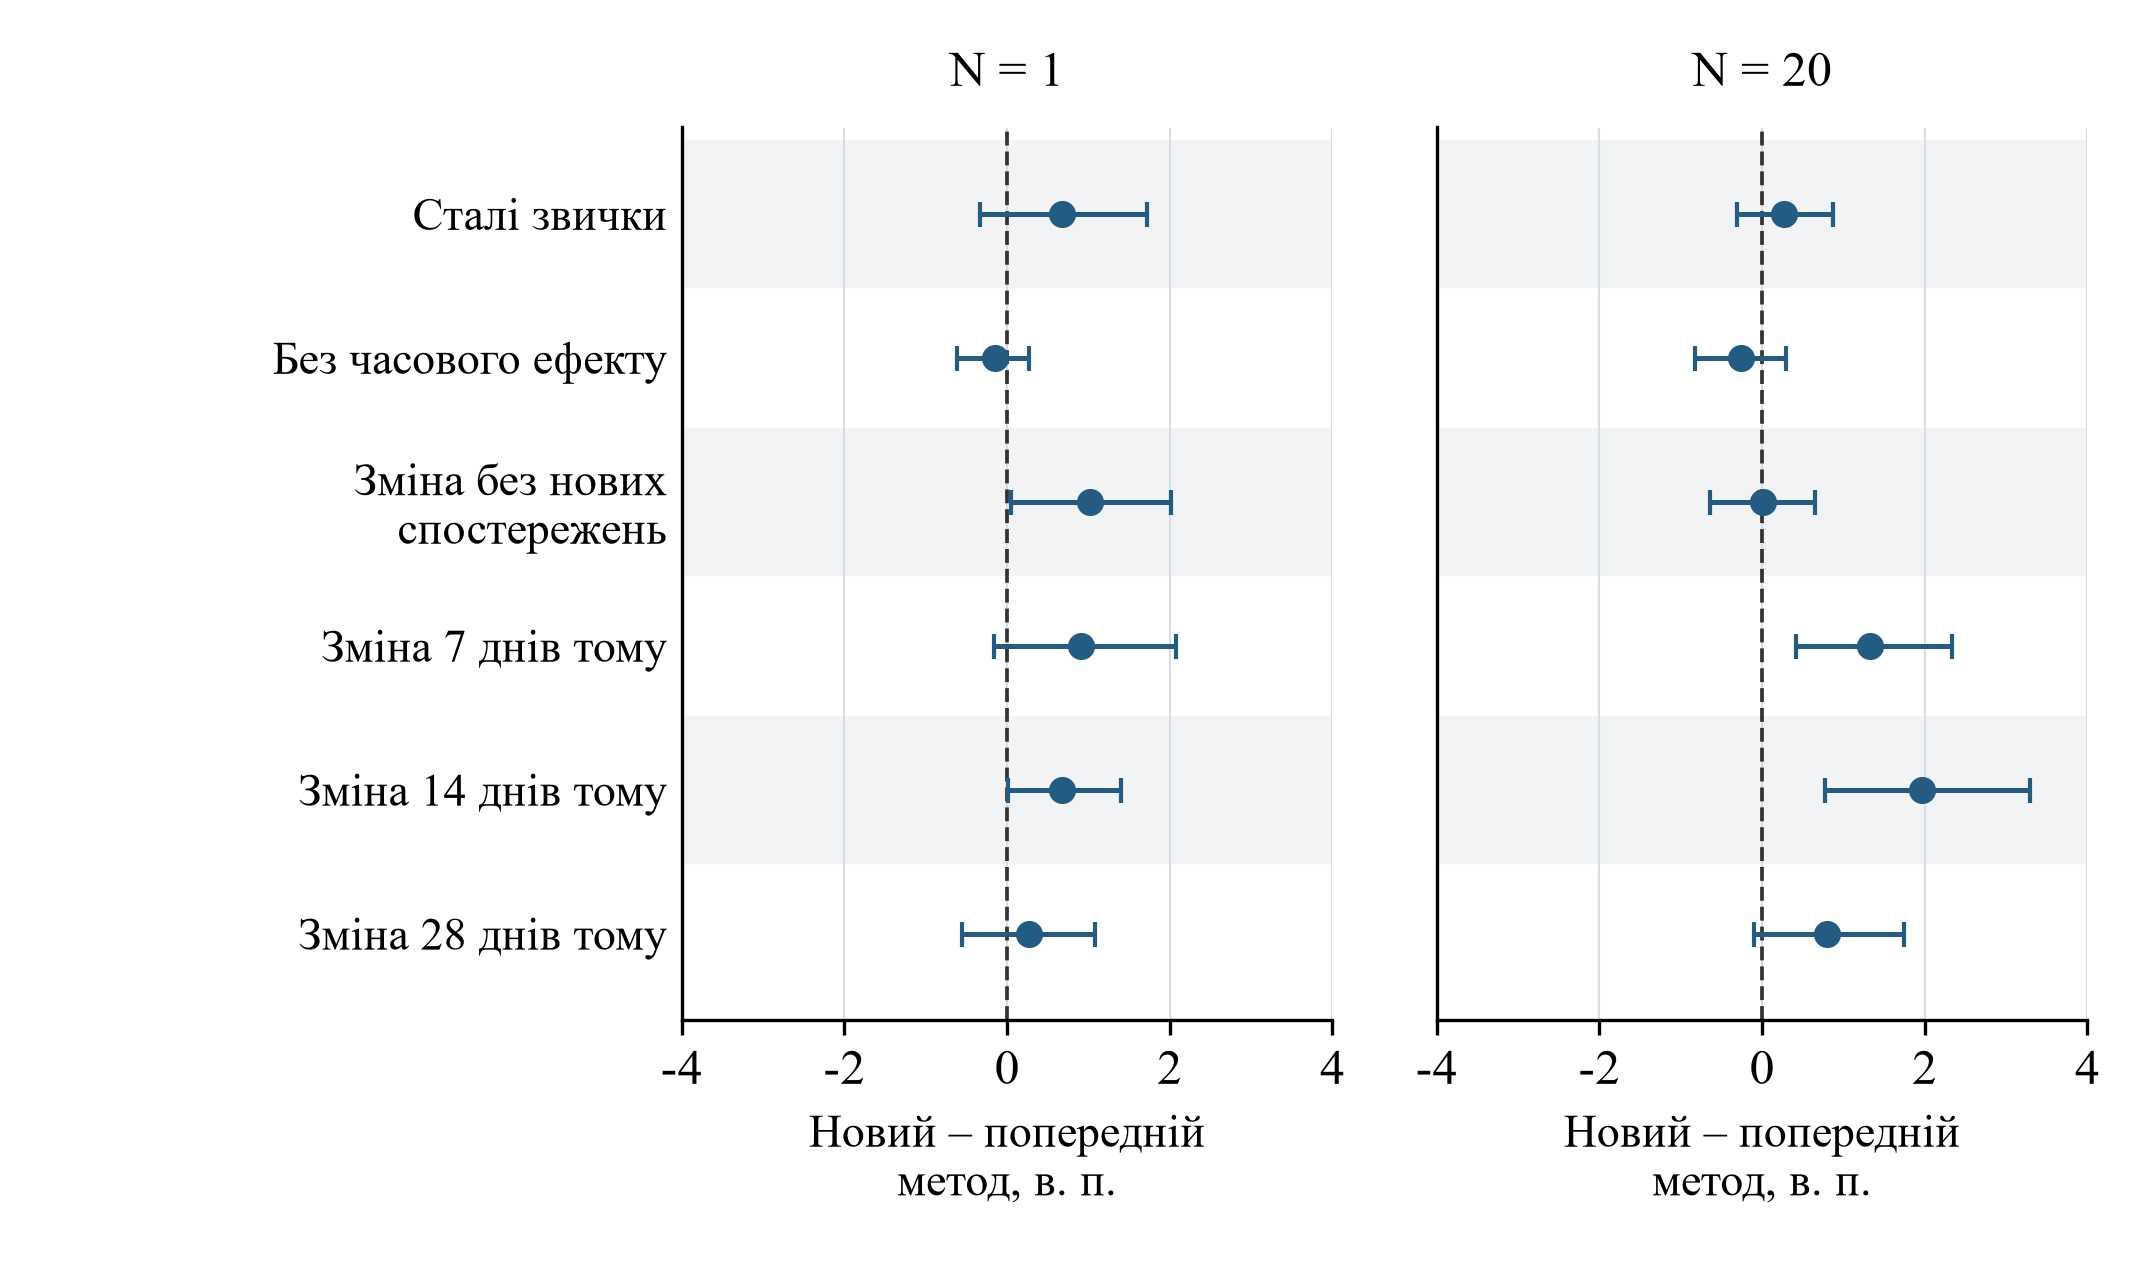 N = 1
N = 20
Сталі звички
Без часового ефекту
Зміна без нових
спостережень
Зміна 7 днів тому
Зміна 14 днів тому
Зміна 28 днів тому
-4 -2 0 2 4
-4 -2 0 2 4
Новий – попередній
метод, в. п.
Новий – попередній
метод, в. п.